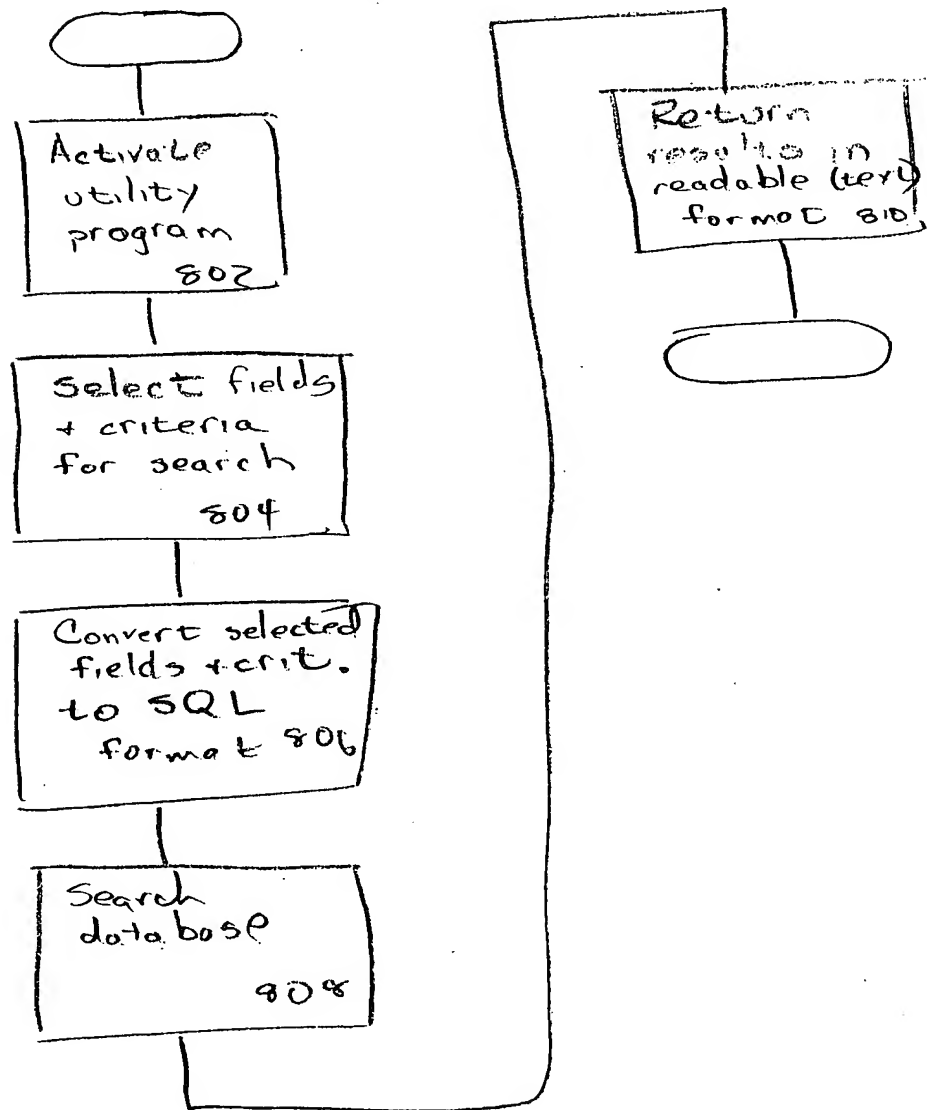 Activate
utility
program
802
Select fields
+ criteria
for search
804
Convert selected
fields + crit.
to SQL
format 806
Search
database
808
Return
results in
readable (text)
format 810